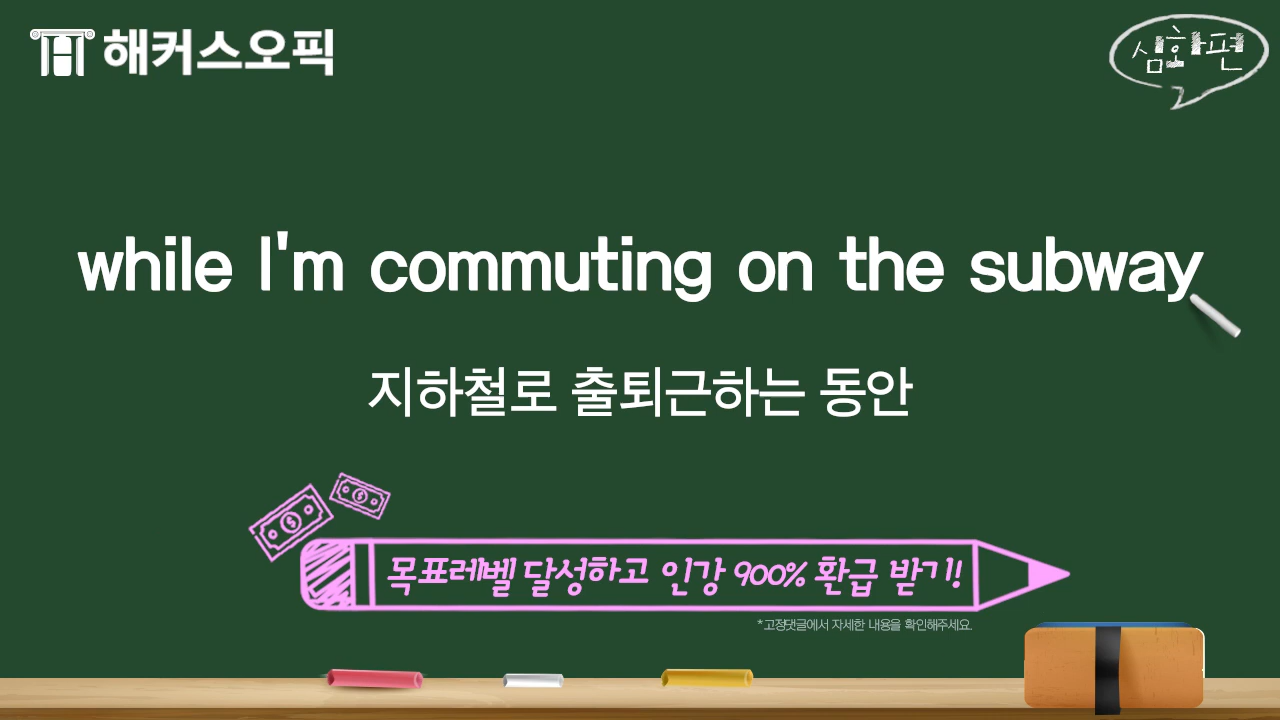 해커스오픽
심화편
while I'm commuting on the subway
지하철로 출퇴근하는 동안
목표레벨 달성하고 인강 900% 환급 받기!
*고정댓글에서 자세한 내용을 확인해주세요.